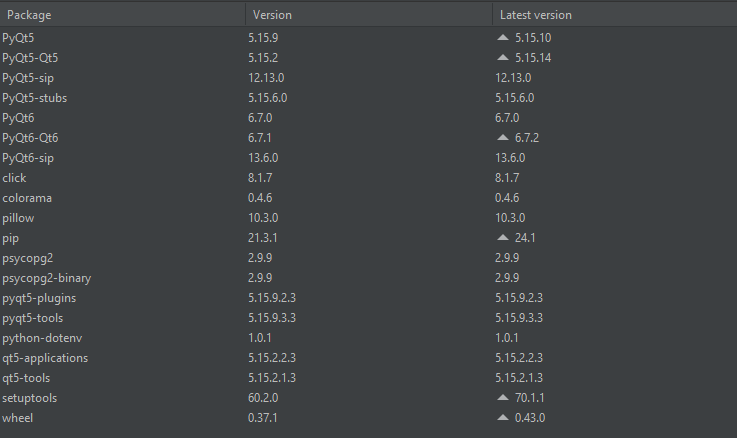 Package Version Latest version
PyQt5 5.15.9 5.15.10
PyQt5-Qt5 5.15.2 5.15.14
PyQt5-sip 12.13.0 12.13.0
PyQt5-stubs 5.15.6.0 5.15.6.0
PyQt6 6.7.0 6.7.0
PyQt6-Qt6 6.7.1 6.7.2
PyQt6-sip 13.6.0 13.6.0
click 8.1.7 8.1.7
colorama 0.4.6 0.4.6
pillow 10.3.0 10.3.0
pip 21.3.1 24.1
psycopg2 2.9.9 2.9.9
psycopg2-binary 2.9.9 2.9.9
pyqt5-plugins 5.15.9.2.3 5.15.9.2.3
pyqt5-tools 5.15.9.3.3 5.15.9.3.3
python-dotenv 1.0.1 1.0.1
qt5-applications 5.15.2.2.3 5.15.2.2.3
qt5-tools 5.15.2.1.3 5.15.2.1.3
setuptools 60.2.0 70.1.1
wheel 0.37.1 0.43.0